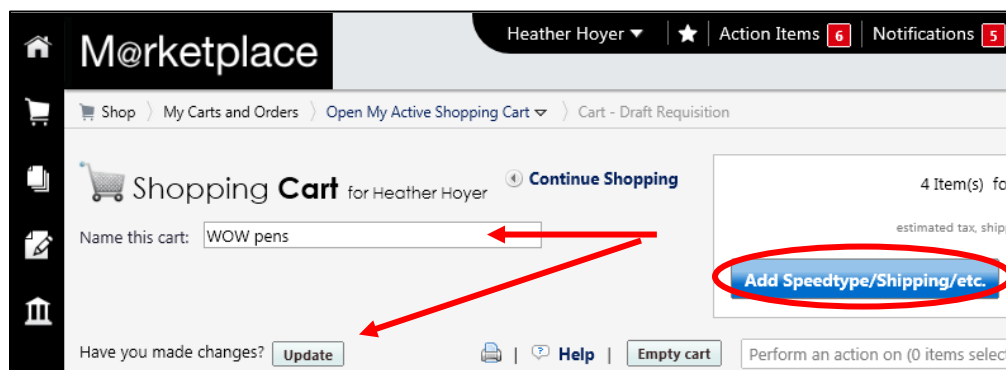 Heather Hoyer Action Items 6 Notifications 5
M@rketplace
Shop My Carts and Orders Open My Active Shopping Cart Cart - Draft Requisition
Shopping Cart for Heather Hoyer Continue Shopping
4 Item(s)
Name this cart: WOW pens
estimated tax,
Add Speedtype/Shipping/etc.
Have you made changes? Update | Help | Empty cart Perform an action on (0 items